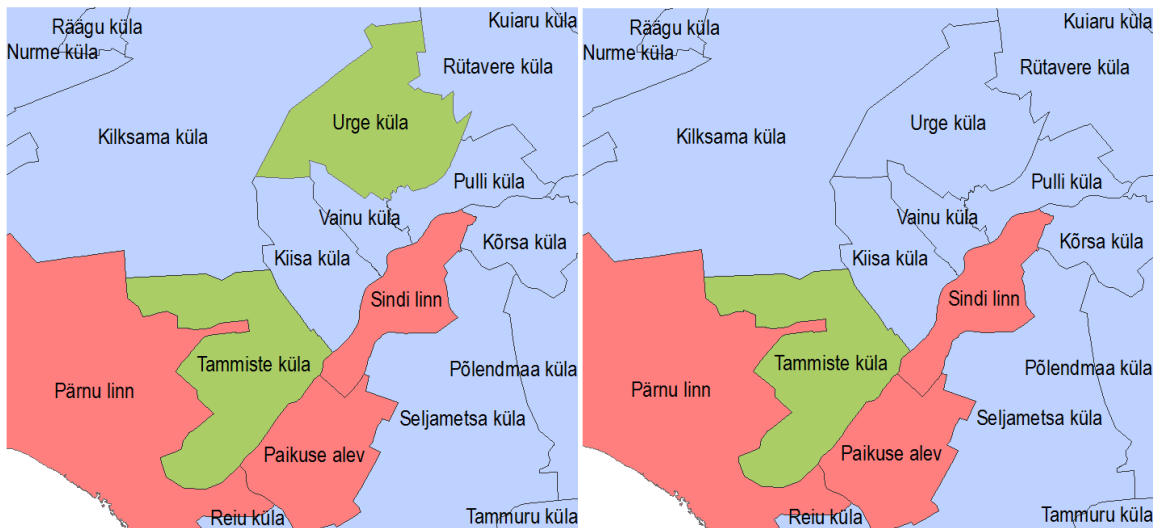 Räägu küla
Kuiaru küla
Nurme küla
Rütavere küla
Urge küla
Kilksama küla
Pulli küla
Vainu küla
Kõrsa küla
Kiisa küla
Sindi linn
Tammiste küla
Põlendmaa küla
Pärnu linn
Seljametsa küla
Paikuse alev
Reiu küla
Tammuru küla
Räägu küla
Kuiaru küla
Nurme küla
Rütavere küla
Urge küla
Kilksama küla
Pulli küla
Vainu küla
Kõrsa küla
Kiisa küla
Sindi linn
Tammiste küla
Põlendmaa küla
Pärnu linn
Seljametsa küla
Paikuse alev
Reiu küla
Tammuru küla